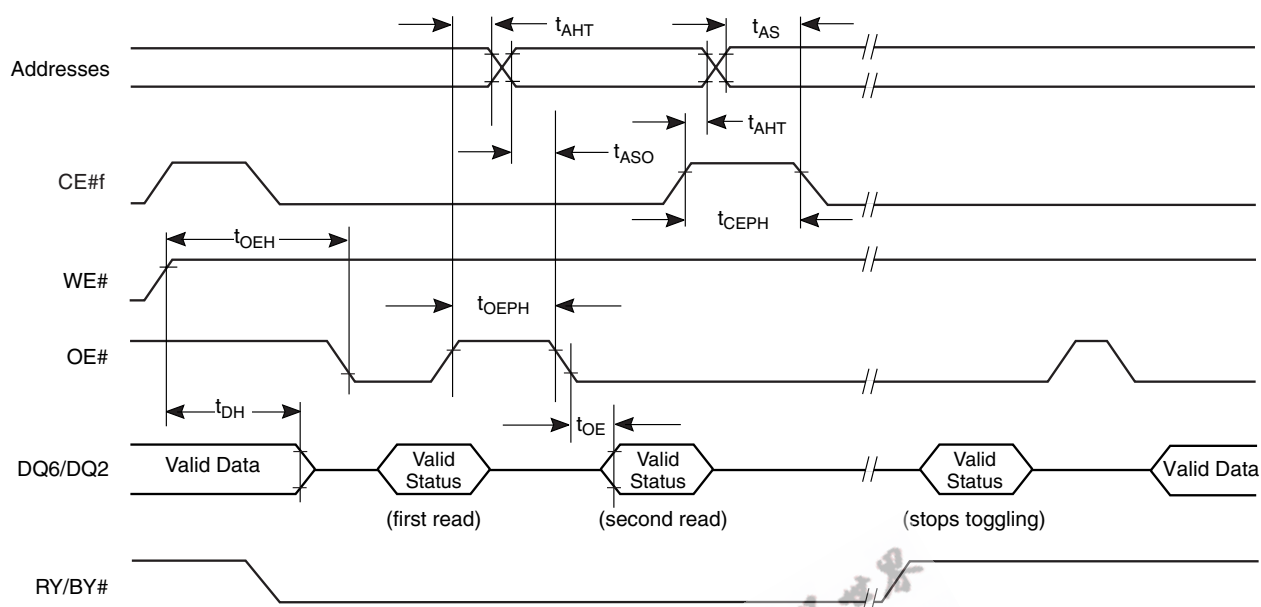 tAHT
tAS
Addresses
tAHT
tASO
CE#f
tCEPH
tOEH
WE#
tOEPH
OE#
tDH
tOE
DQ6/DQ2
Valid Data
Valid
Status
Valid
Status
Valid
Status
Valid Data
(first read)
(second read)
(stops toggling)
RY/BY#